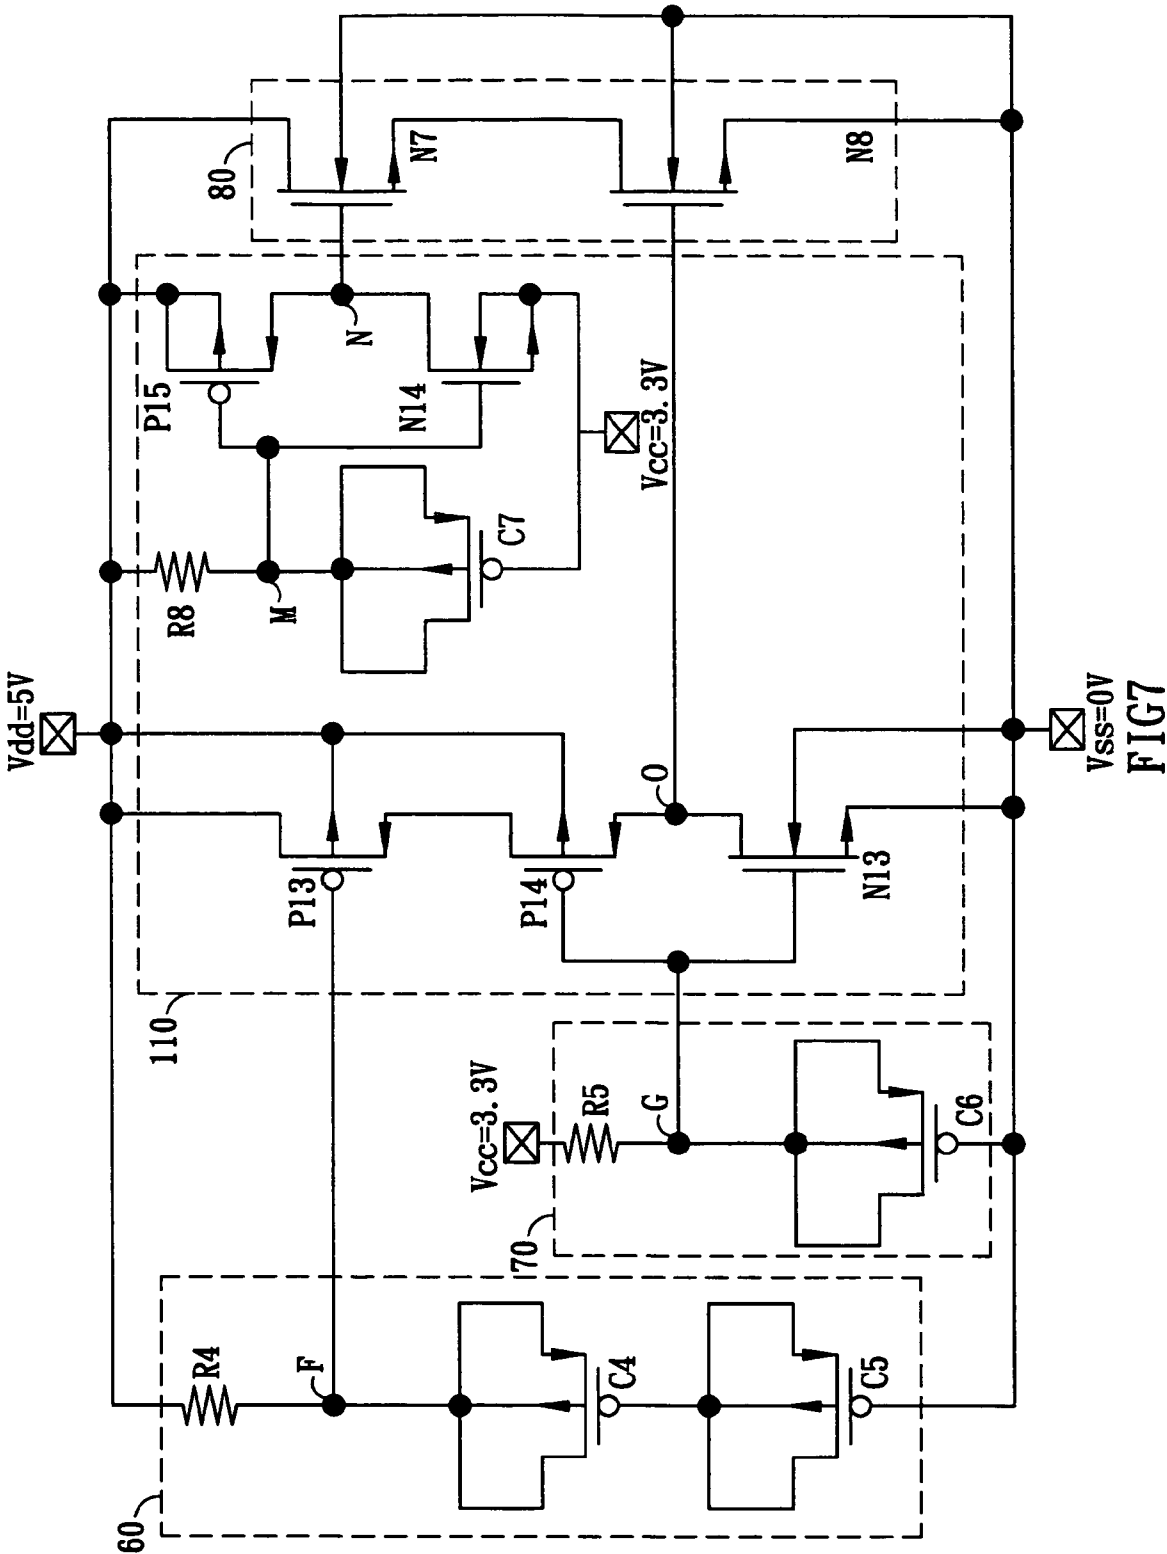 Vdd=5V
60
R4
F
C4
C5
70
Vcc=3.3V
R5
G
C6
110
P13
P14
O
N13
R8
M
C7
P15
N14
N
Vcc=3.3V
80
N7
N8
Vss=0V
FIG7